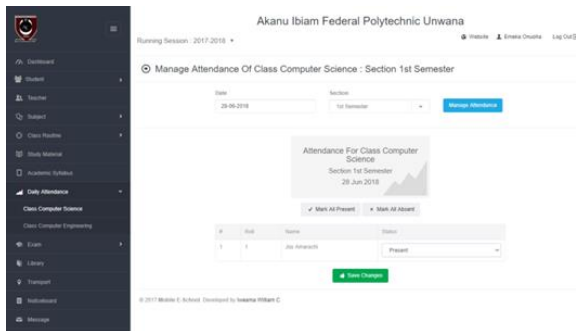 Akanu Ibiam Federal Polytechnic Unwana
Running Session : 2017-2018
Website Emeka Onuoha Log Out
Dashboard
Student
Teacher
Subject
Class Routine
Study Material
Academic Syllabus
Daily Attendance
Class Computer Science
Class Computer Engineering
Exam
Library
Transport
Noticeboard
Message
Manage Attendance Of Class Computer Science : Section 1st Semester
Date Section
28-06-2018 1st Semester Manage Attendance
Attendance For Class Computer
Science
Section 1st Semester
28 Jun 2018
Mark All Present Mark All Absent
# Roll Name Status
1 1 Amarachi Present
Save Changes
© 2017 Mobile E-School. Developed by William C